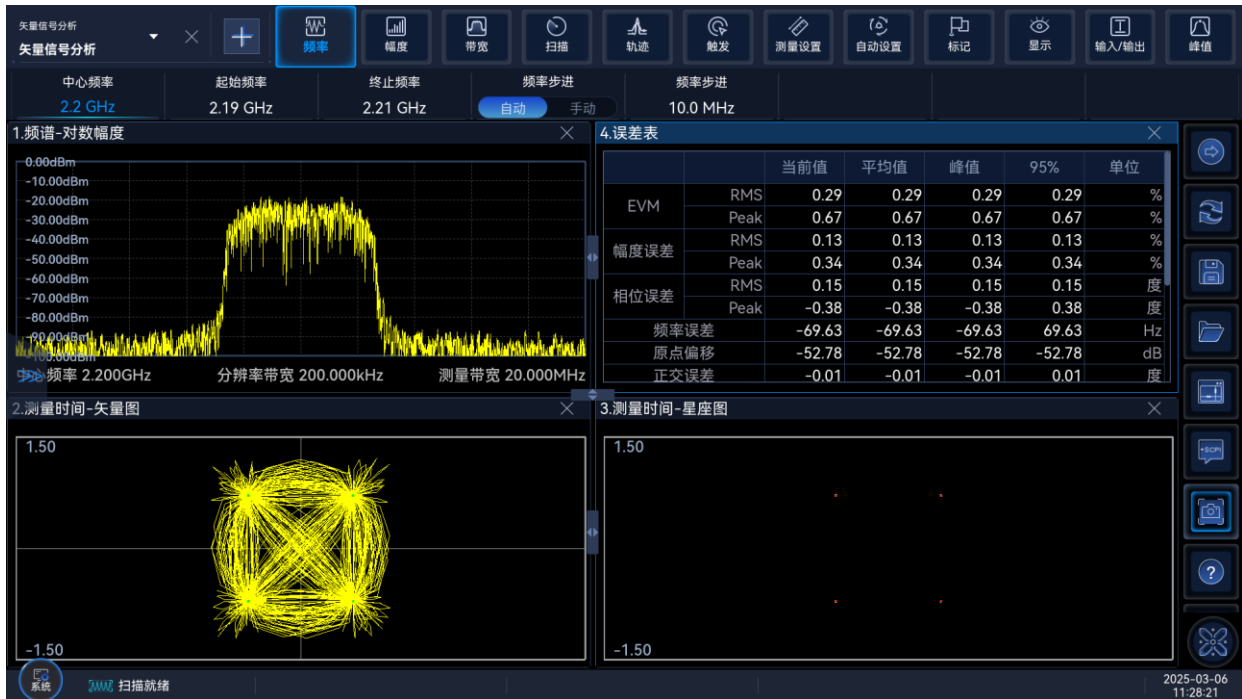 矢量信号分析
矢量信号分析
频率
幅度
带宽
扫描
轨迹
触发
测量设置
自动设置
标记
显示
输入/输出
峰值
中心频率
2.2 GHz
起始频率
2.19 GHz
终止频率
2.21 GHz
频率步进
自动 手动
频率步进
10.0 MHz
1.频谱-对数幅度
0.00dBm
-10.00dBm
-20.00dBm
-30.00dBm
-40.00dBm
-50.00dBm
-60.00dBm
-70.00dBm
-80.00dBm
-90.00dBm
-100.00dBm
中心频率 2.200GHz 分辨率带宽 200.000kHz 测量带宽 20.000MHz
4.误差表
当前值 平均值 峰值 95% 单位
EVM RMS 0.29 0.29 0.29 0.29 %
Peak 0.67 0.67 0.67 0.67 %
幅度误差 RMS 0.13 0.13 0.13 0.13 %
Peak 0.34 0.34 0.34 0.34 %
相位误差 RMS 0.15 0.15 0.15 0.15 度
Peak -0.38 -0.38 -0.38 0.38 度
频率误差 -69.63 -69.63 -69.63 69.63 Hz
原点偏移 -52.78 -52.78 -52.78 -52.78 dB
正交误差 -0.01 -0.01 -0.01 0.01 度
2.测量时间-矢量图
1.50
-1.50
3.测量时间-星座图
1.50
-1.50
+SCPI
?
系统
扫描就绪
2025-03-06
11:28:21